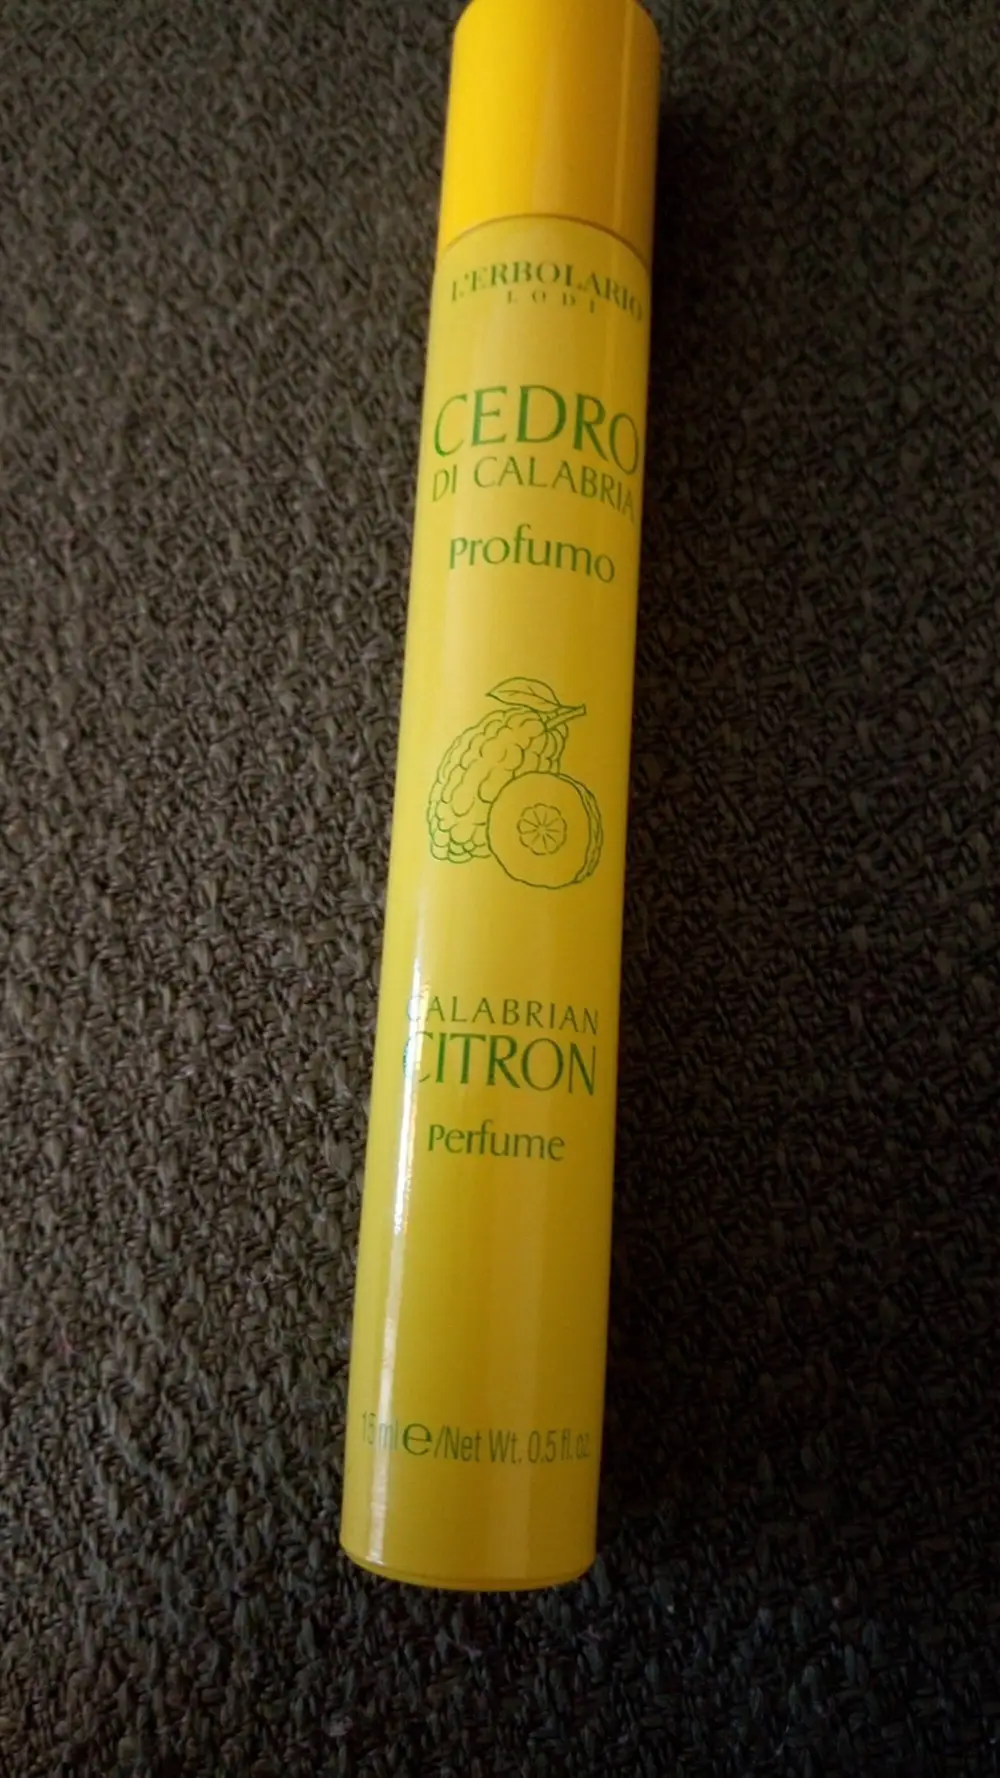 L'ERBOLARIO
LODI
CEDRO
DI CALABRIA
Profumo
CALABRIAN
CITRON
Perfume
15 ml e/Net Wt. 0.5 fl. oz.